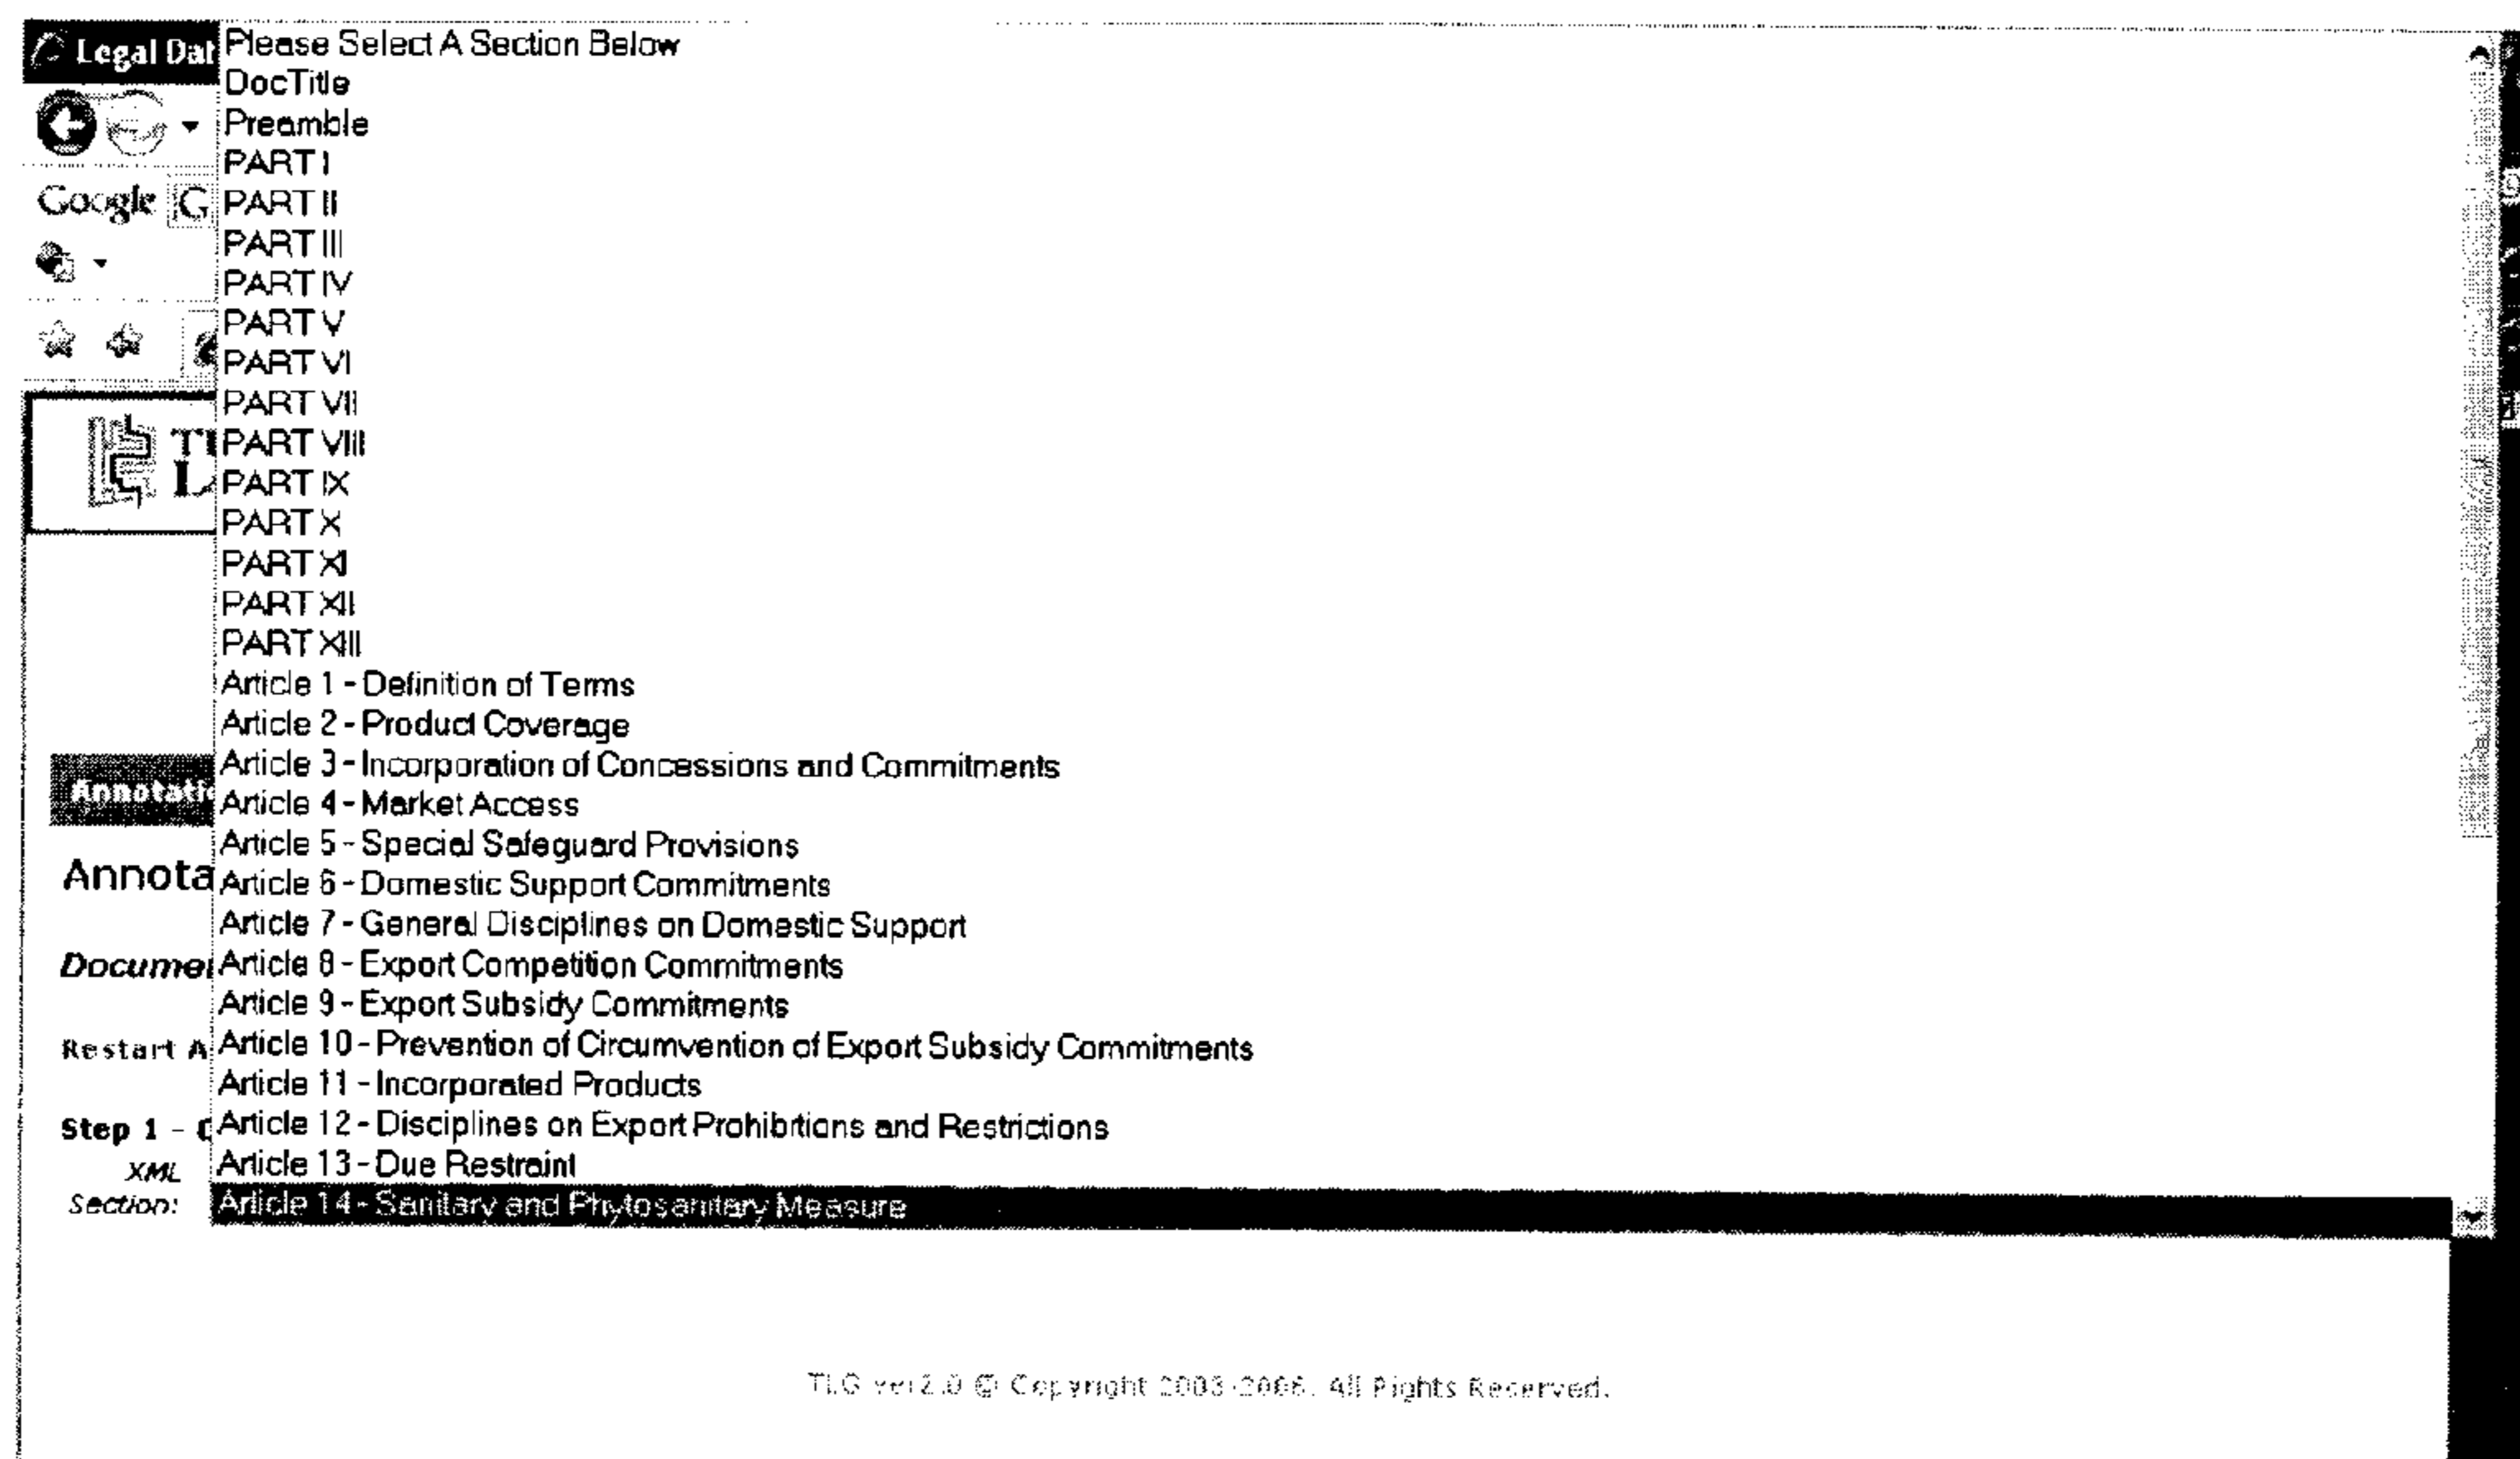 Legal Dat
Please Select A Section Below
DocTitle
Preamble
PART I
Google G
PART II
PART III
PART IV
PART V
PART VI
PART VII
PART VIII
PART IX
PART X
PART XI
PART XII
PART XIII
Article 1 - Definition of Terms
Article 2 - Product Coverage
Article 3 - Incorporation of Concessions and Commitments
Annotati
Article 4 - Market Access
Article 5 - Special Safeguard Provisions
Annota
Article 6 - Domestic Support Commitments
Article 7 - General Disciplines on Domestic Support
Documei
Article 8 - Export Competition Commitments
Article 9 - Export Subsidy Commitments
Restart A
Article 10 - Prevention of Circumvention of Export Subsidy Commitments
Article 11 - Incorporated Products
Step 1 -
Article 12 - Disciplines on Export Prohibitions and Restrictions
XML
Article 13 - Due Restraint
Section:
Article 14 - Sanitary and Phytosanitary Measure
TLG ver2.0 © Copyright 2003-2006. All Rights Reserved.